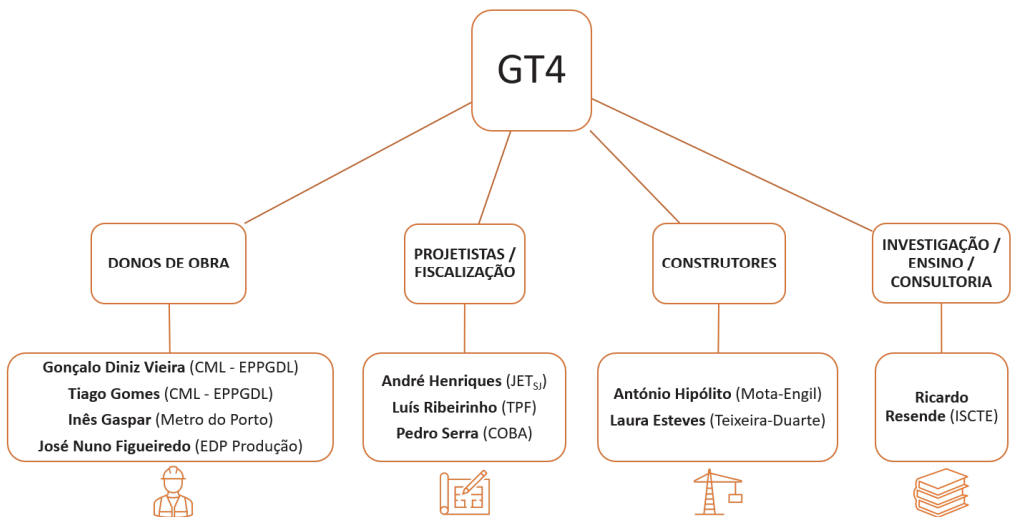 GT4
DONOS DE OBRA
PROJETISTAS /
FISCALIZAÇÃO
CONSTRUTORES
INVESTIGAÇÃO /
ENSINO /
CONSULTORIA
Gonçalo Diniz Vieira (CML - EPPGDL)
Tiago Gomes (CML - EPPGDL)
Inês Gaspar (Metro do Porto)
José Nuno Figueiredo (EDP Produção)
André Henriques (JETSJ)
Luís Ribeirinho (TPF)
Pedro Serra (COBA)
António Hipólito (Mota-Engil)
Laura Esteves (Teixeira-Duarte)
Ricardo
Resende (ISCTE)